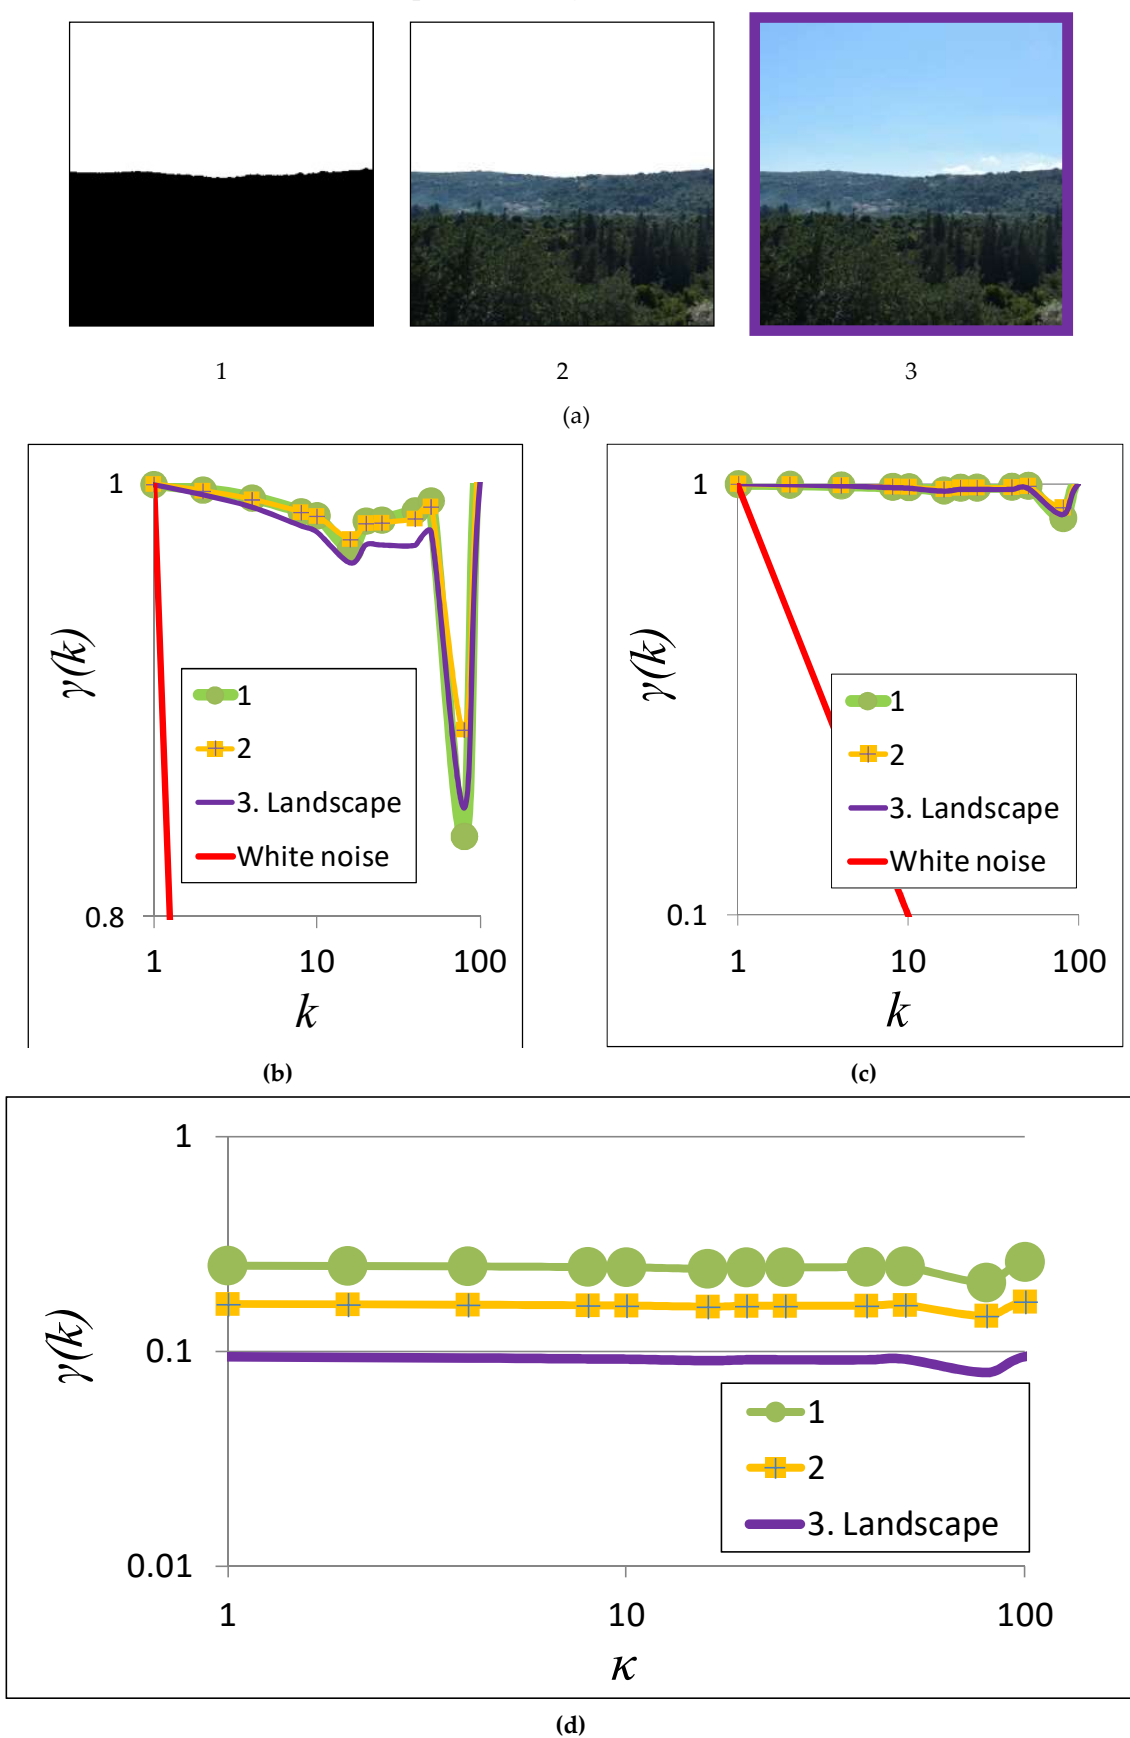 1 2 3
(a)
1
γ(k)
1
2
3. Landscape
White noise
0.8
1 10 100
k
(b)
1
γ(k)
1
2
3. Landscape
White noise
0.1
1 10 100
k
(c)
1
γ(k)
0.1
1
2
3. Landscape
0.01
1 10 100
κ
(d)